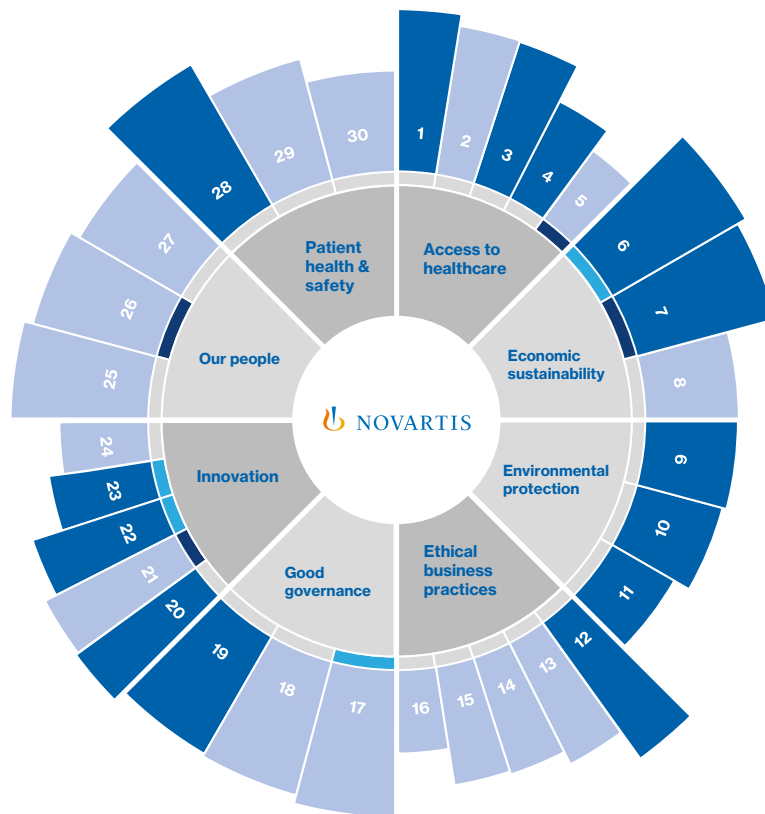 1
2
3
4
5
6
7
8
9
10
11
12
13
14
15
16
17
18
19
20
21
22
23
24
25
26
27
28
29
30
Patient
health &
safety
Access to
healthcare
Economic
sustainability
Environmental
protection
Ethical
business
practices
Good
governance
Innovation
Our people
NOVARTIS